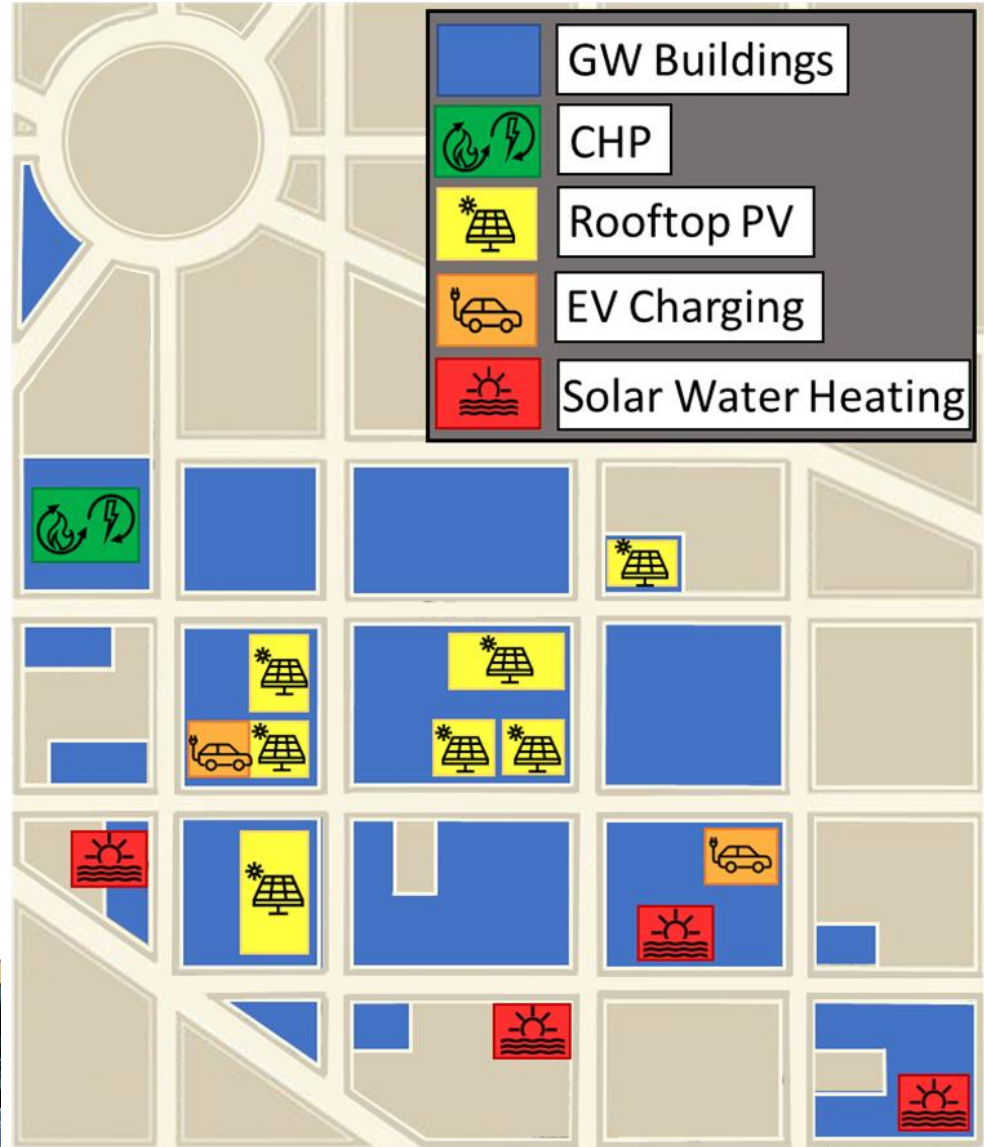 GW Buildings
CHP
Rooftop PV
EV Charging
Solar Water Heating